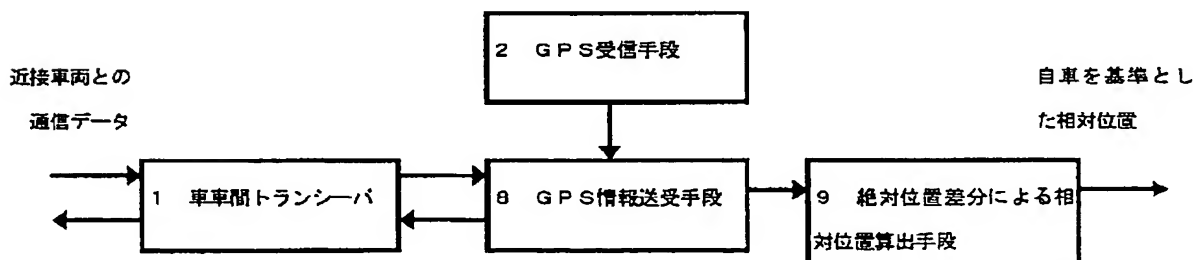 2 GPS受信手段
近接車両との
通信データ
自車を基準とし
た相対位置
1 車車間トランシーバ
8 GPS情報送受手段
9 絶対位置差分による相
対位置算出手段